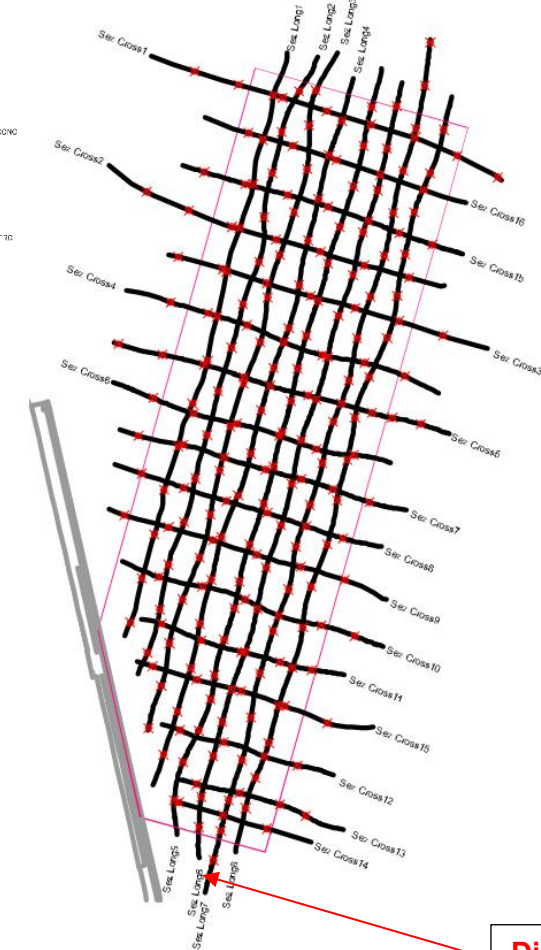 Sez Long1
Sez Long2
Sez Long3
Sez Long4
Sez Cross1
Sez Cross2
Sez Cross16
Sez Cross1b
Sez Cross4
Sez Cross3
Sez Cross6
Sez Cross5
Sez Cross7
Sez Cross8
Sez Cross9
Sez Cross10
Sez Cross11
Sez Cross15
Sez Cross12
Sez Cross13
Sez Cross14
Sez Long5
Sez Long6
Sez Long7
Sez Long8